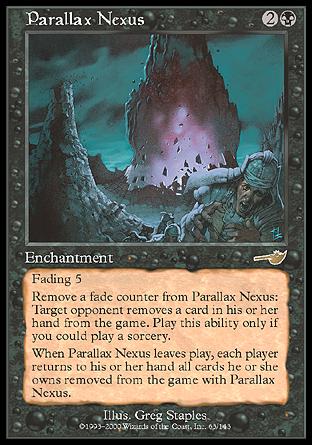 Parallax Nexus 2
Enchantment
Fading 5
Remove a fade counter from Parallax Nexus:
Target opponent removes a card in his or her
hand from the game. Play this ability only if
you could play a sorcery.
When Parallax Nexus leaves play, each player
returns to his or her hand all cards he or she
owns removed from the game with Parallax
Nexus.
Illus. Greg Staples
©1993-2000 Wizards of the Coast, Inc. 63/143